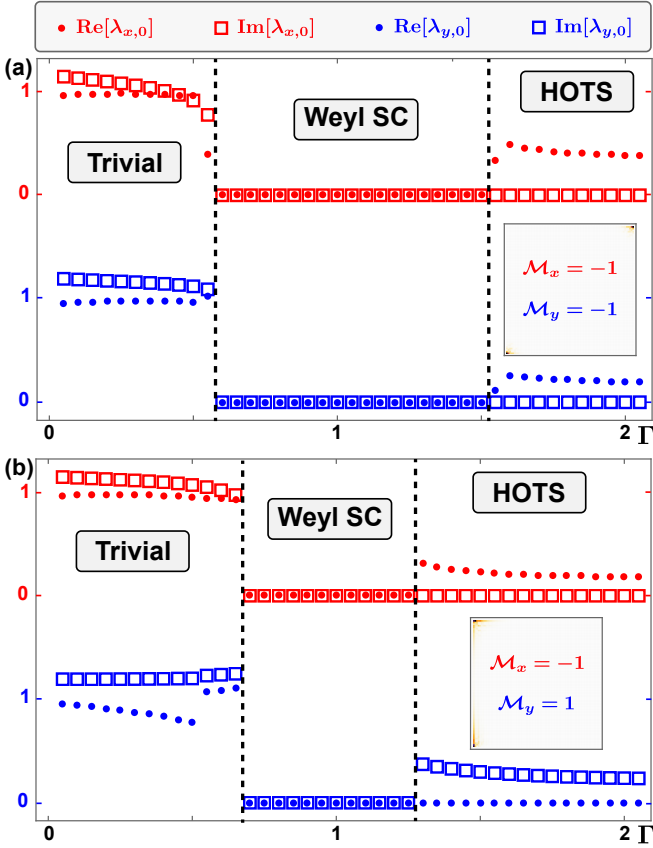 Re[λx,0] Im[λx,0] Re[λy,0] Im[λy,0]
(a)
1
HOTS
Weyl SC
Trivial
0
ℳx = −1
1
ℳy = −1
0
0 1 2 Γ
(b)
1
HOTS
Weyl SC
Trivial
0
ℳx = −1
1
ℳy = 1
0
0 1 2 Γ